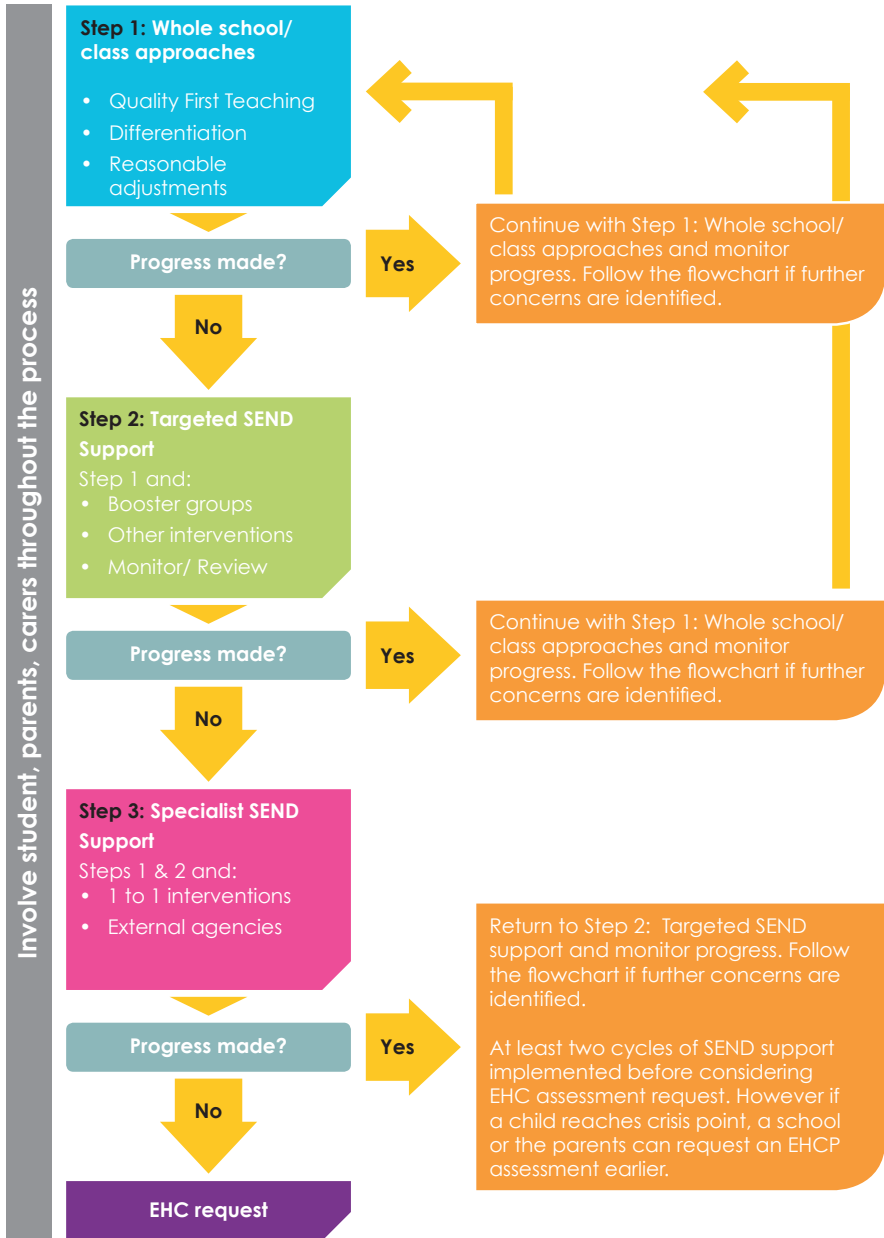 Involve student, parents, carers throughout the process
Step 1: Whole school/
class approaches
• Quality First Teaching
• Differentiation
• Reasonable
adjustments
Progress made?
Yes
Continue with Step 1: Whole school/
class approaches and monitor
progress. Follow the flowchart if further
concerns are identified.
No
Step 2: Targeted SEND
Support
Step 1 and:
• Booster groups
• Other interventions
• Monitor/ Review
Progress made?
Yes
Continue with Step 1: Whole school/
class approaches and monitor
progress. Follow the flowchart if further
concerns are identified.
No
Step 3: Specialist SEND
Support
Steps 1 & 2 and:
• 1 to 1 interventions
• External agencies
Progress made?
Yes
Return to Step 2: Targeted SEND
support and monitor progress. Follow
the flowchart if further concerns are
identified.
At least two cycles of SEND support
implemented before considering
EHC assessment request. However if
a child reaches crisis point, a school
or the parents can request an EHCP
assessment earlier.
No
EHC request